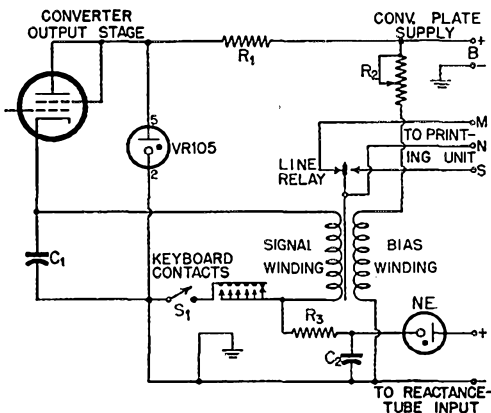 CONVERTER
OUTPUT STAGE
CONV. PLATE
SUPPLY
+
B
−
R1
R2
5
VR105
2
M
TO PRINT-
N
ING UNIT
S
LINE
RELAY
C1
KEYBOARD
CONTACTS
S1
SIGNAL
WINDING
BIAS
WINDING
R3
C2
NE.
+
−
TO REACTANCE-
TUBE INPUT